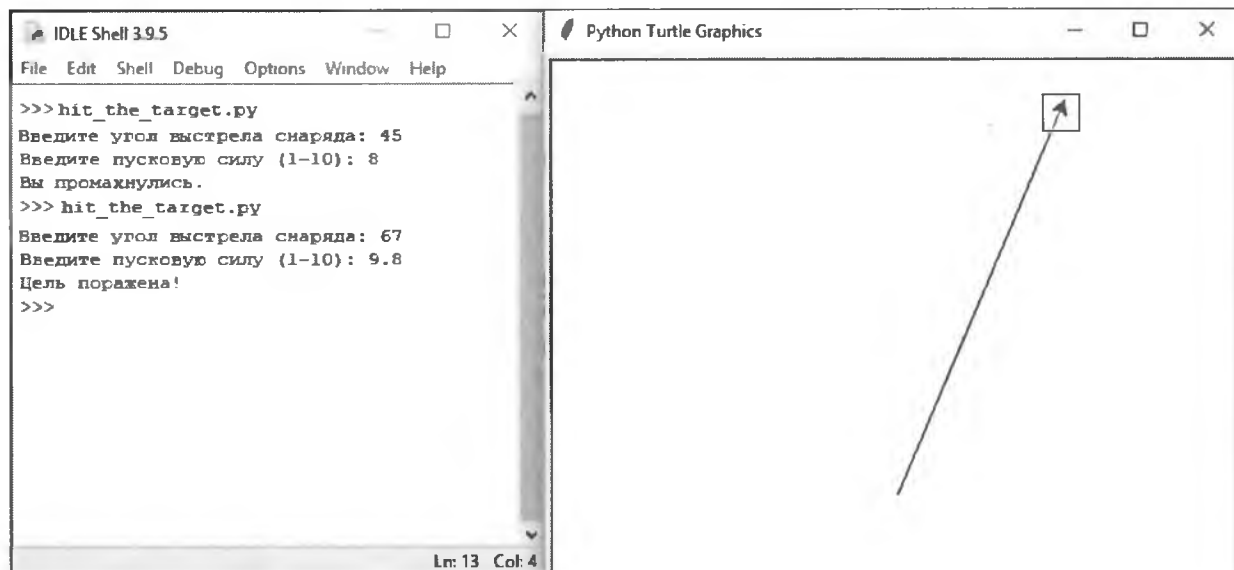 IDLE Shell 3.9.5
File Edit Shell Debug Options Window Help
>>> hit_the_target.py
Введите угол выстрела снаряда: 45
Введите пусковую силу (1-10): 8
Вы промахнулись.
>>> hit_the_target.py
Введите угол выстрела снаряда: 67
Введите пусковую силу (1-10): 9.8
Цель поражена!
>>>
Ln: 13 Col: 4
Python Turtle Graphics